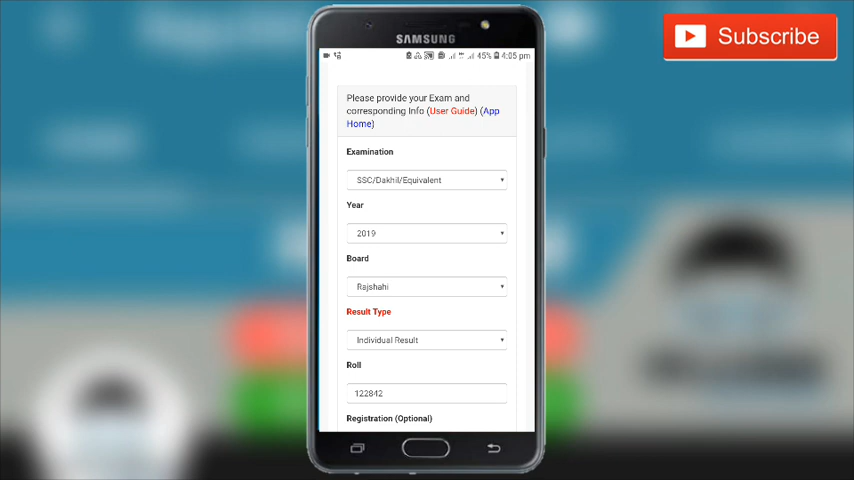 Subscribe
SAMSUNG
45% 4:05 pm
Please provide your Exam and
corresponding Info (User Guide) (App
Home)
Examination
SSC/Dakhil/Equivalent
Year
2019
Board
Rajshahi
Result Type
Individual Result
Roll
122842
Registration (Optional)